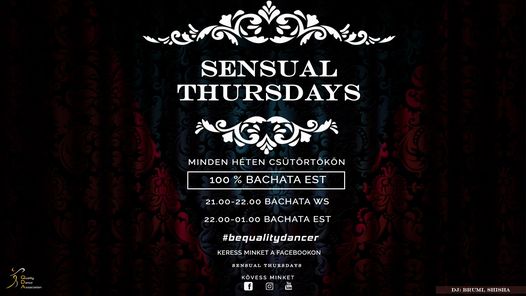 SENSUAL
THURSDAYS
MINDEN HÉTEN CSÜTÖRTÖKÖN
100 % BACHATA EST
21.00-22.00 BACHATA WS
22.00-01.00 BACHATA EST
#bequalitydancer
KERESS MINKET A FACEBOOKON
SENSUAL THURSDAYS
KÖVESS MINKET
Quality
Dance
Association
DJ: BRUMI, SHISHA